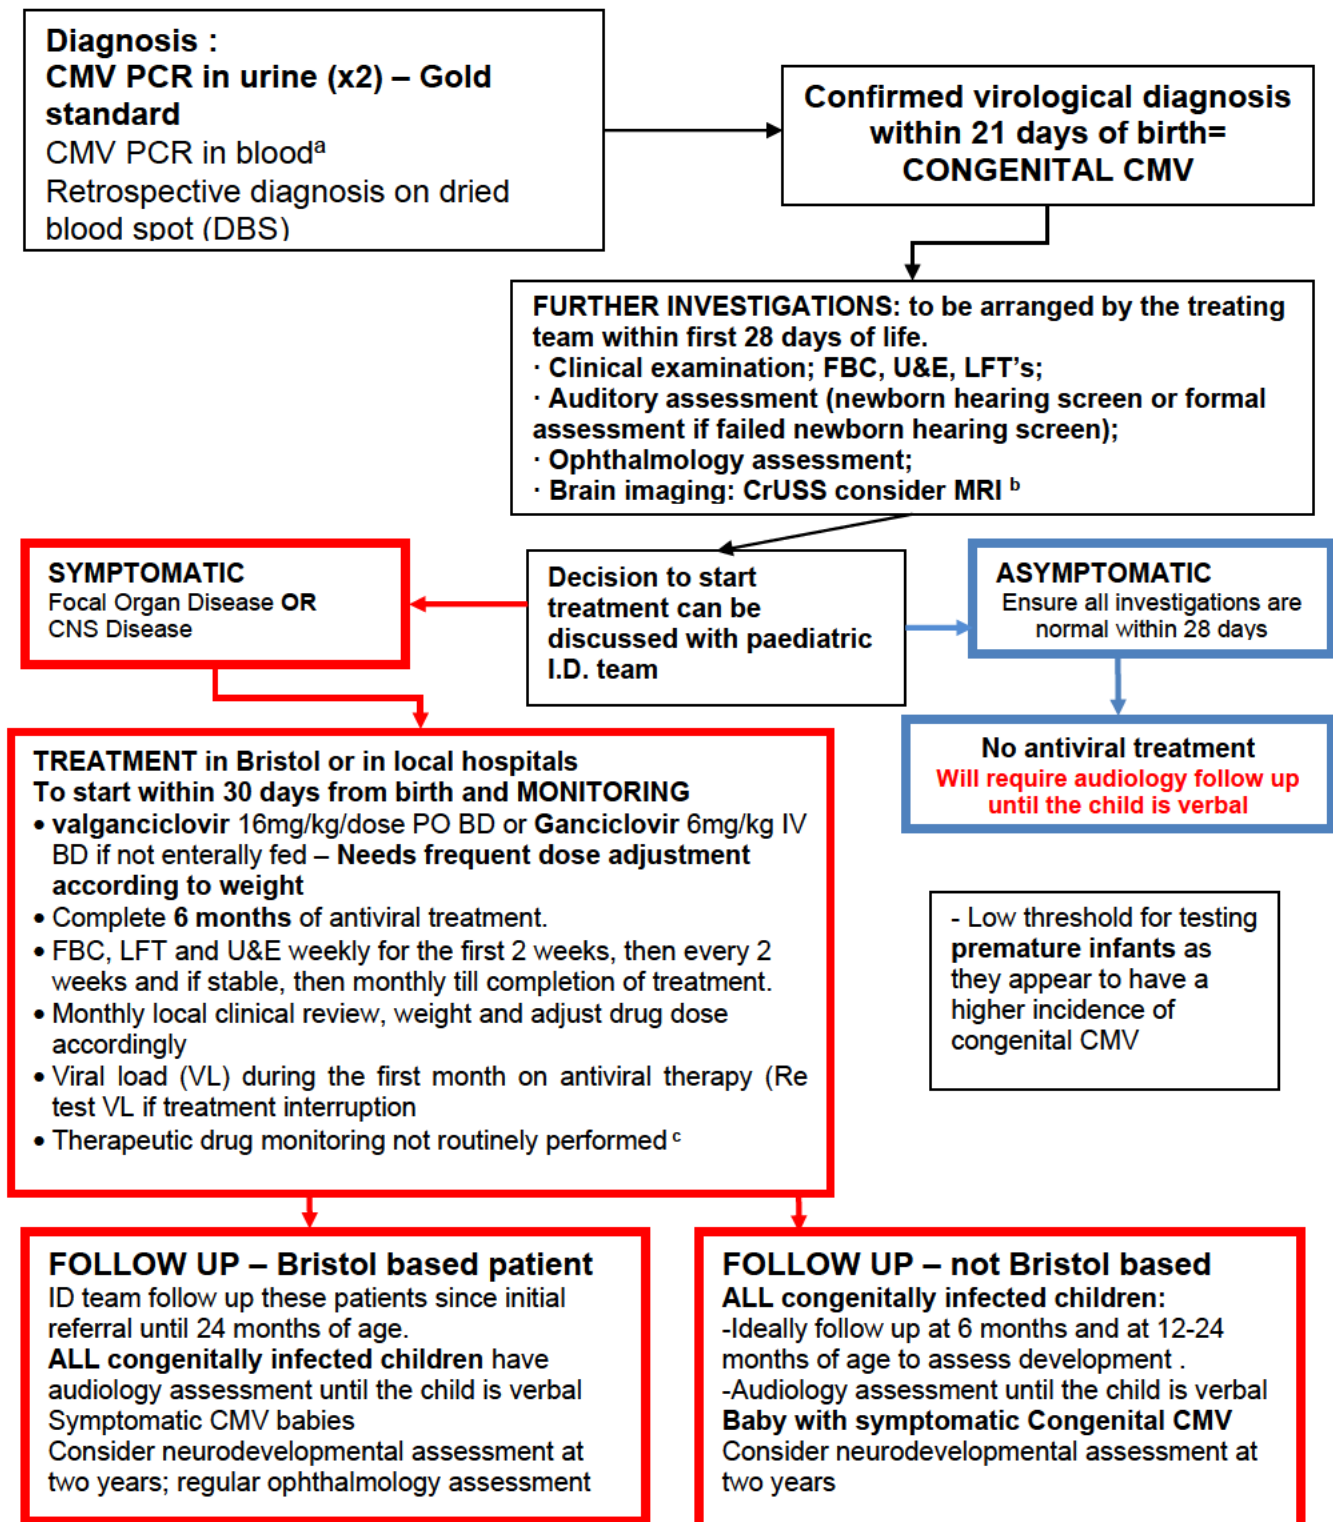 Diagnosis :
CMV PCR in urine (x2) – Gold
standard
CMV PCR in bloodᵃ
Retrospective diagnosis on dried
blood spot (DBS)
Confirmed virological diagnosis
within 21 days of birth=
CONGENITAL CMV
FURTHER INVESTIGATIONS: to be arranged by the treating
team within first 28 days of life.
· Clinical examination; FBC, U&E, LFT's;
· Auditory assessment (newborn hearing screen or formal
assessment if failed newborn hearing screen);
· Ophthalmology assessment;
· Brain imaging: CrUSS consider MRI ᵇ
SYMPTOMATIC
Focal Organ Disease OR
CNS Disease
Decision to start
treatment can be
discussed with paediatric
I.D. team
ASYMPTOMATIC
Ensure all investigations are
normal within 28 days
No antiviral treatment
Will require audiology follow up
until the child is verbal
TREATMENT in Bristol or in local hospitals
To start within 30 days from birth and MONITORING
• valganciclovir 16mg/kg/dose PO BD or Ganciclovir 6mg/kg IV
BD if not enterally fed – Needs frequent dose adjustment
according to weight
• Complete 6 months of antiviral treatment.
• FBC, LFT and U&E weekly for the first 2 weeks, then every 2
weeks and if stable, then monthly till completion of treatment.
• Monthly local clinical review, weight and adjust drug dose
accordingly
• Viral load (VL) during the first month on antiviral therapy (Re
test VL if treatment interruption
• Therapeutic drug monitoring not routinely performed ᶜ
- Low threshold for testing
premature infants as
they appear to have a
higher incidence of
congenital CMV
FOLLOW UP – Bristol based patient
ID team follow up these patients since initial
referral until 24 months of age.
ALL congenitally infected children have
audiology assessment until the child is verbal
Symptomatic CMV babies
Consider neurodevelopmental assessment at
two years; regular ophthalmology assessment
FOLLOW UP – not Bristol based
ALL congenitally infected children:
-Ideally follow up at 6 months and at 12-24
months of age to assess development .
-Audiology assessment until the child is verbal
Baby with symptomatic Congenital CMV
Consider neurodevelopmental assessment at
two years